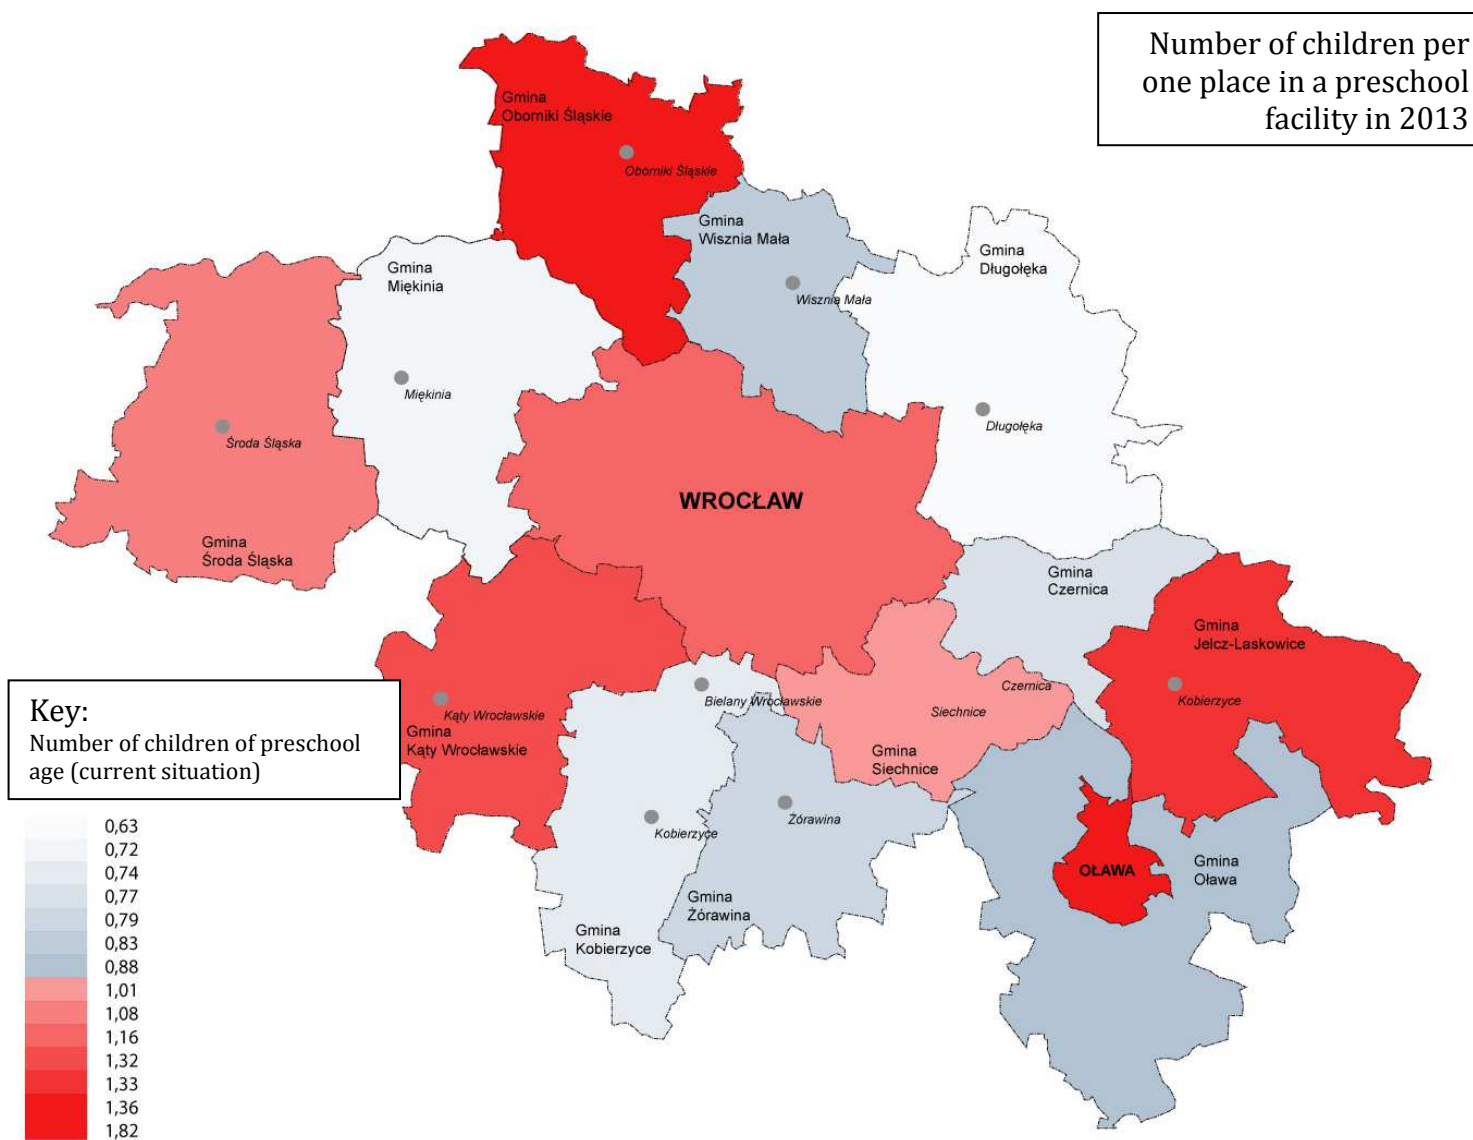 Number of children per
one place in a preschool
facility in 2013
Gmina
Oborniki Śląskie
Oborniki Śląskie
Gmina
Wisznia Mała
Wisznia Mała
Gmina
Długołęka
Długołęka
Gmina
Miękinia
Miękinia
Środa Śląska
Gmina
Środa Śląska
WROCŁAW
Gmina
Czernica
Gmina
Jelcz-Laskowice
Kobierzyce
Czernica
Siechnice
Gmina
Siechnice
Bielany Wrocławskie
Kąty Wrocławskie
Gmina
Kąty Wrocławskie
Kobierzyce
Żórawina
Gmina
Żórawina
Gmina
Kobierzyce
OŁAWA
Gmina
Oława
Key:
Number of children of preschool
age (current situation)
0,63
0,72
0,74
0,77
0,79
0,83
0,88
1,01
1,08
1,16
1,32
1,33
1,36
1,82